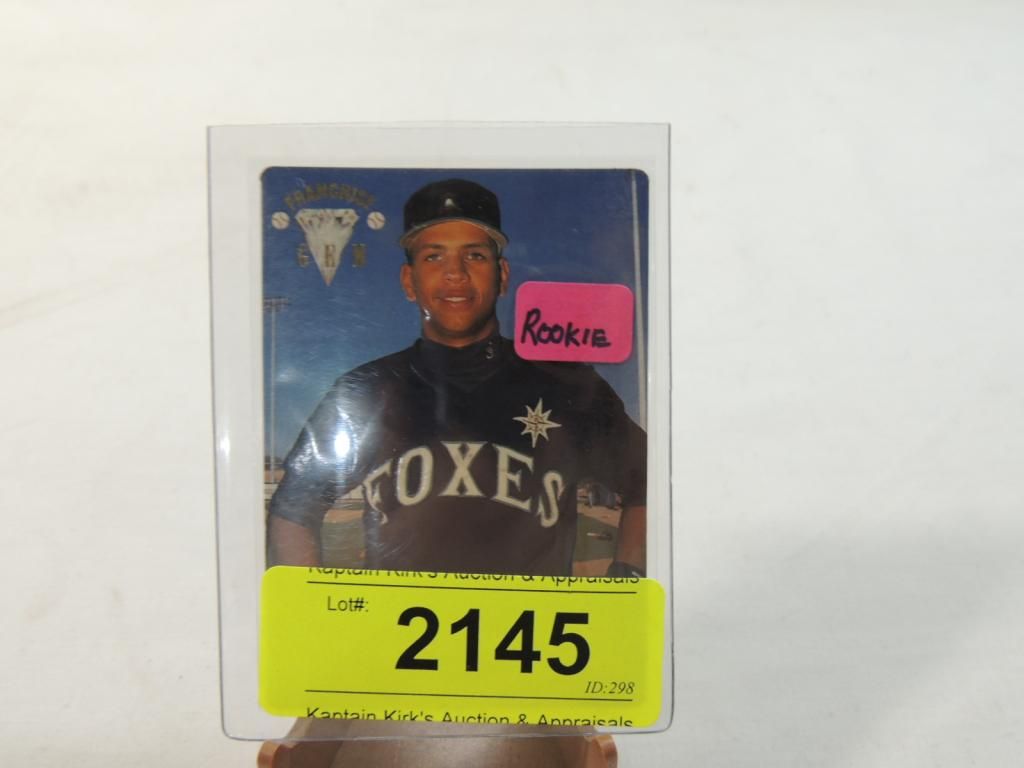 FRANCHISE
GEM
ROOKIE
S
FOXES
Kaptain Kirk's Auction & Appraisals
Lot#:
2145
ID:298
Kaptain Kirk's Auction & Appraisals